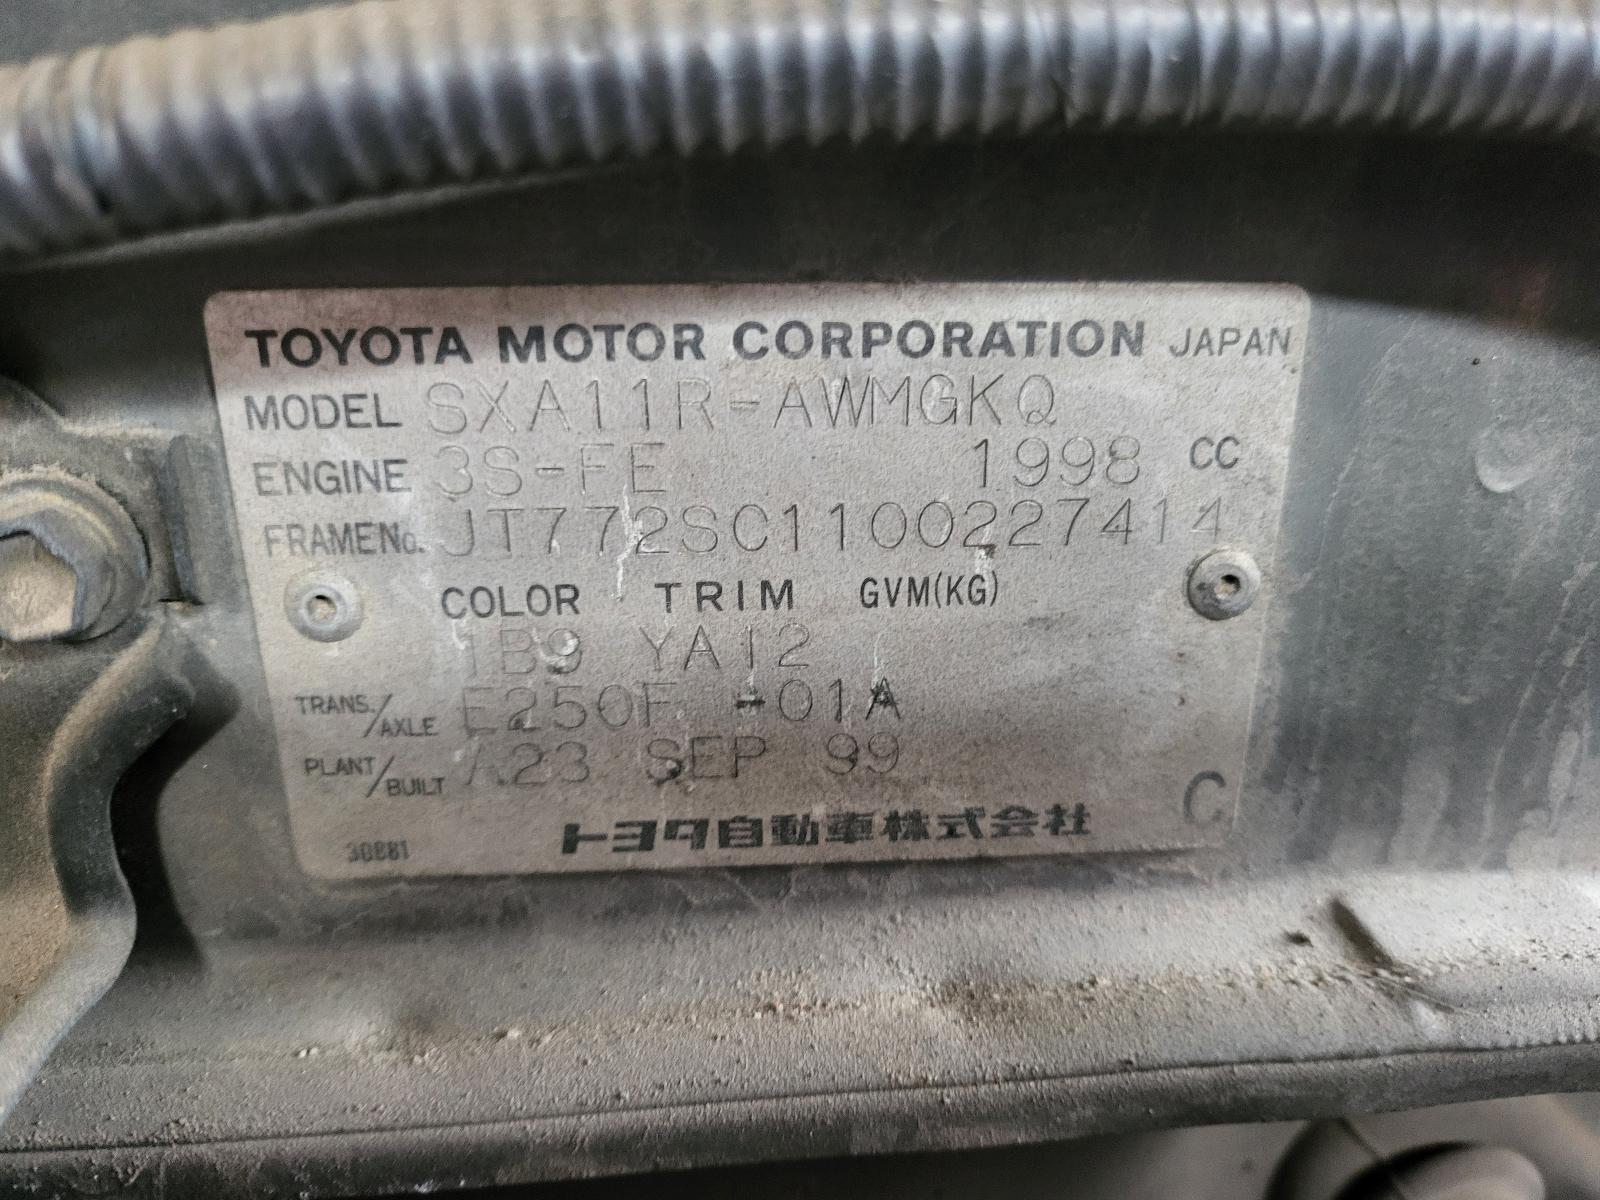 TOYOTA MOTOR CORPORATION JAPAN
MODEL SXA11R-AWMGKQ
ENGINE 3S-FE 1998 CC
FRAME No. JT772SC1100227414
COLOR TRIM GVM(KG)
1B9 YA12
TRANS./AXLE E250F -01A
PLANT/BUILT A23 SEP 99
C
トヨタ自動車株式会社
30881